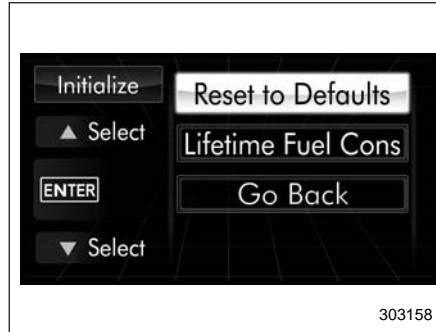 Initialize
▲ Select
ENTER
▼ Select
Reset to Defaults
Lifetime Fuel Cons
Go Back
303158